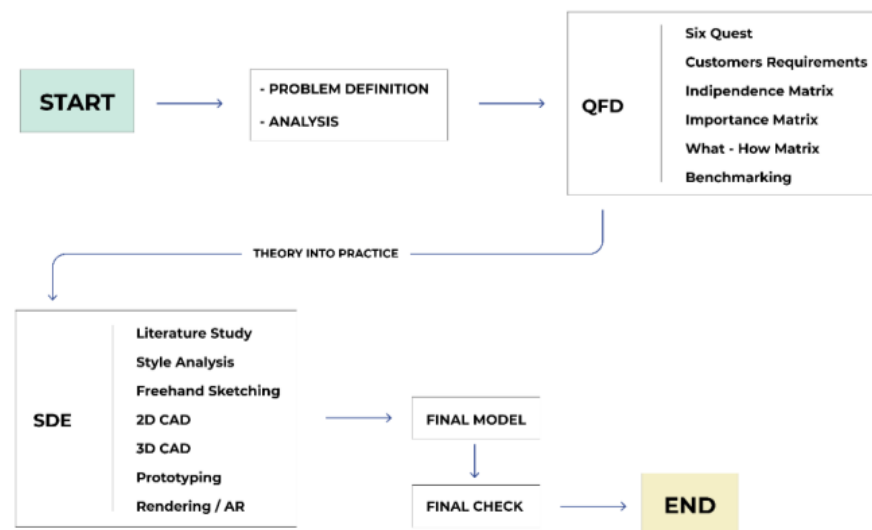 START
- PROBLEM DEFINITION
- ANALYSIS
QFD
Six Quest
Customers Requirements
Indipendence Matrix
Importance Matrix
What - How Matrix
Benchmarking
THEORY INTO PRACTICE
SDE
Literature Study
Style Analysis
Freehand Sketching
2D CAD
3D CAD
Prototyping
Rendering / AR
FINAL MODEL
FINAL CHECK
END